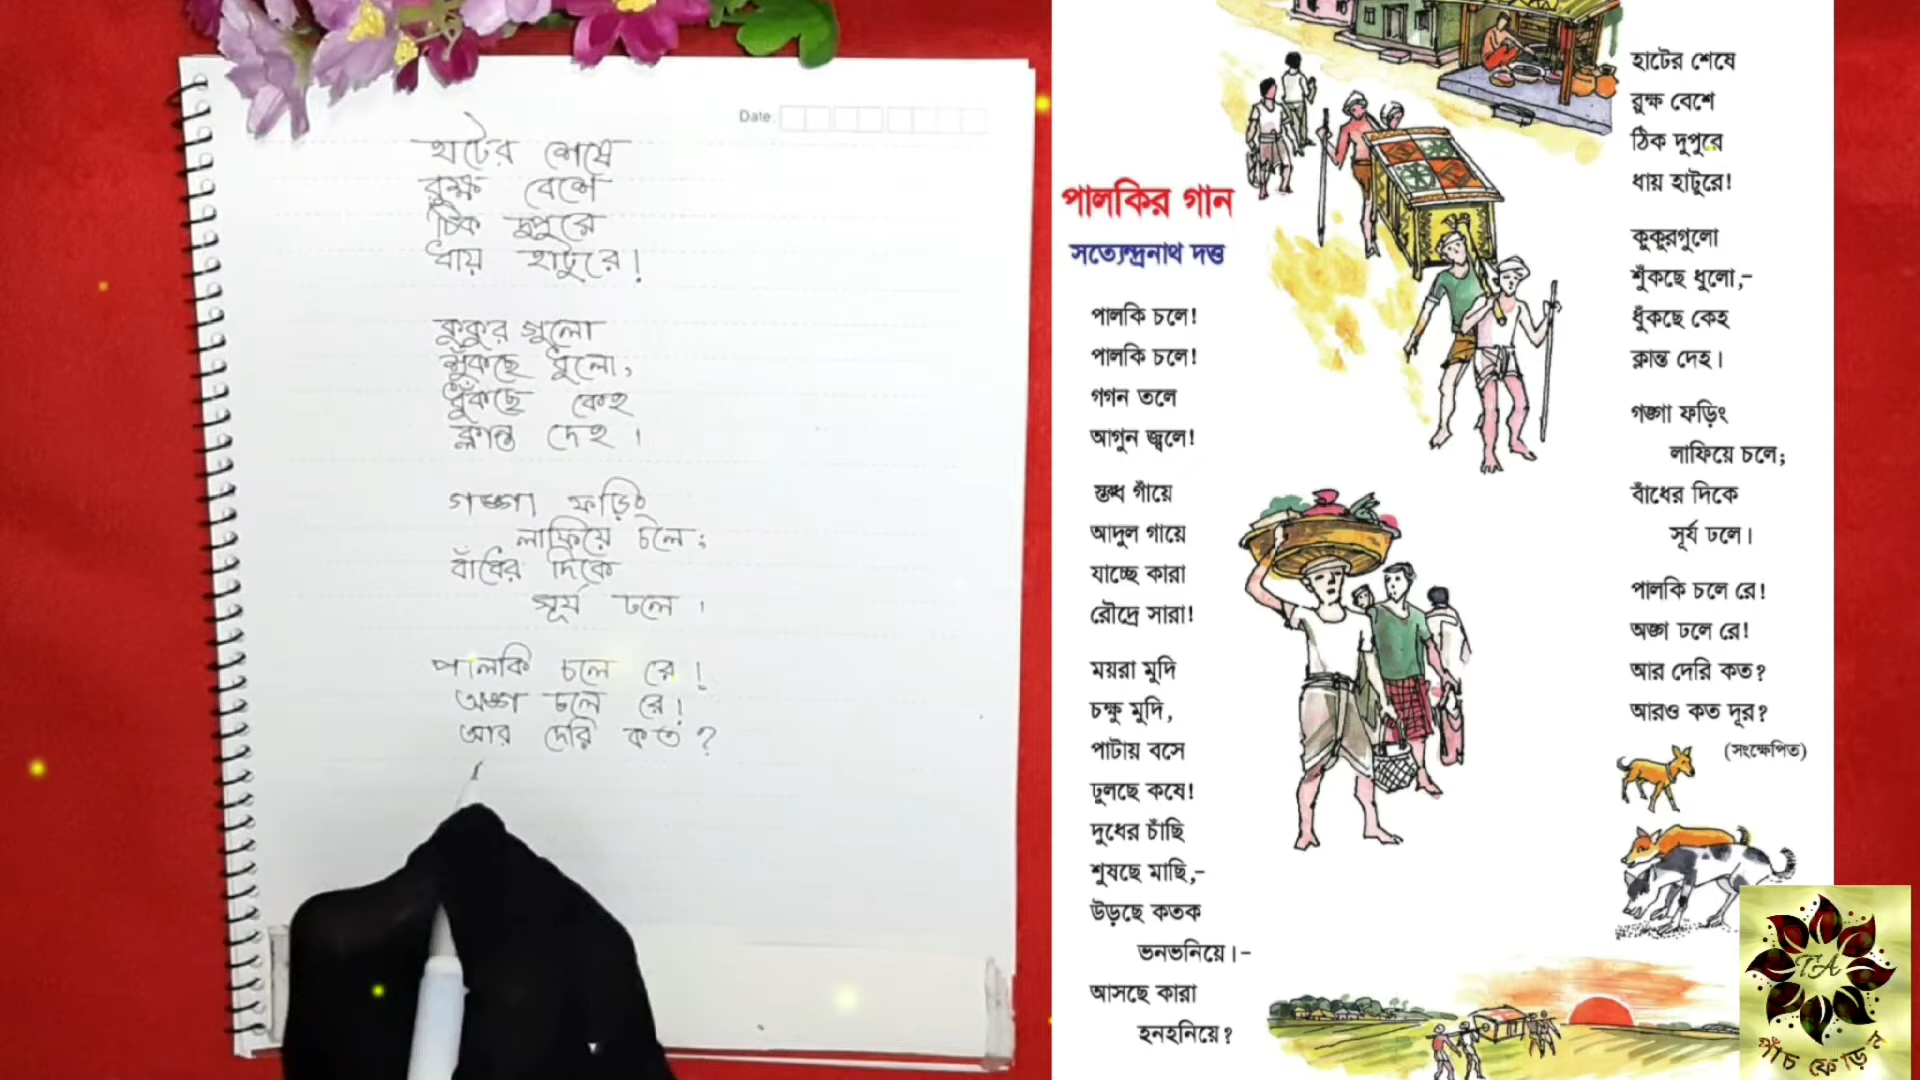 Date.
হাটের শেষে
রুক্ষ বেশে
ঠিক দুপুরে
ধায় হাটুরে!
কুকুর গুলো
শুঁকছে ধুলো,
ধুঁকছে কেহ
ক্লান্ত দেহ।
গঙ্গা ফড়িং
লাফিয়ে চলে;
বাঁধের দিকে
সূর্য ঢলে।
পালকি চলে রে!
অঙ্গ ঢলে রে!
আর দেরি কত?
পালকির গান
সত্যেন্দ্রনাথ দত্ত
পালকি চলে!
পালকি চলে!
গগন তলে
আগুন জ্বলে!
স্তব্ধ গাঁয়ে
আদুল গায়ে
যাচ্ছে কারা
রৌদ্রে সারা!
ময়রা মুদি
চক্ষু মুদি,
পাটায় বসে
ঢুলছে কষে!
দুধের চাঁছি
শুষছে মাছি,-
উড়ছে কতক
ভনভনিয়ে।-
আসছে কারা
হনহনিয়ে?
হাটের শেষে
রুক্ষ বেশে
ঠিক দুপুরে
ধায় হাটুরে!
কুকুরগুলো
শুঁকছে ধুলো,-
ধুঁকছে কেহ
ক্লান্ত দেহ।
গঙ্গা ফড়িং
লাফিয়ে চলে;
বাঁধের দিকে
সূর্য ঢলে।
পালকি চলে রে!
অঙ্গ ঢলে রে!
আর দেরি কত?
আরও কত দূর?
(সংক্ষেপিত)
TA
পাঁচ ফোড়ন